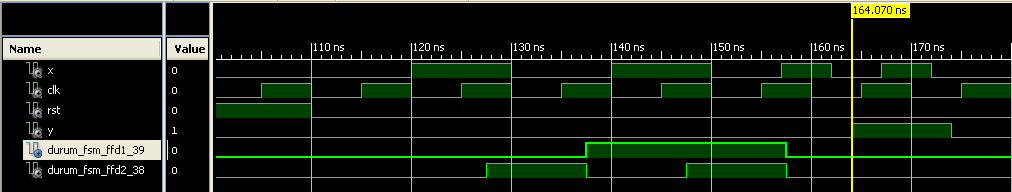 164.070 ns
Name Value
110 ns 120 ns 130 ns 140 ns 150 ns 160 ns 170 ns
x 0
clk 0
rst 0
y 1
durum_fsm_ffd1_39 0
durum_fsm_ffd2_38 0